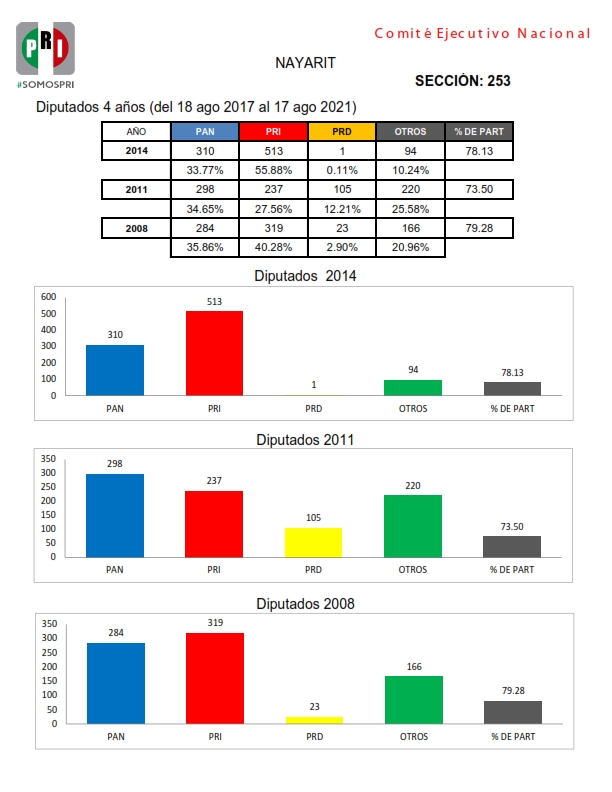 Comité Ejecutivo Nacional
PRI
#SOMOSPRI
NAYARIT
SECCIÓN: 253
Diputados 4 años (del 18 ago 2017 al 17 ago 2021)
AÑO PAN PRI PRD OTROS % DE PART
2014 310 513 1 94 78.13
33.77% 55.88% 0.11% 10.24%
2011 298 237 105 220 73.50
34.65% 27.56% 12.21% 25.58%
2008 284 319 23 166 79.28
35.86% 40.28% 2.90% 20.96%
Diputados 2014
600
500
400
300
200
100
0
310 513 1 94 78.13
PAN PRI PRD OTROS % DE PART
Diputados 2011
350
300
250
200
150
100
50
0
298 237 105 220 73.50
PAN PRI PRD OTROS % DE PART
Diputados 2008
350
300
250
200
150
100
50
0
284 319 23 166 79.28
PAN PRI PRD OTROS % DE PART